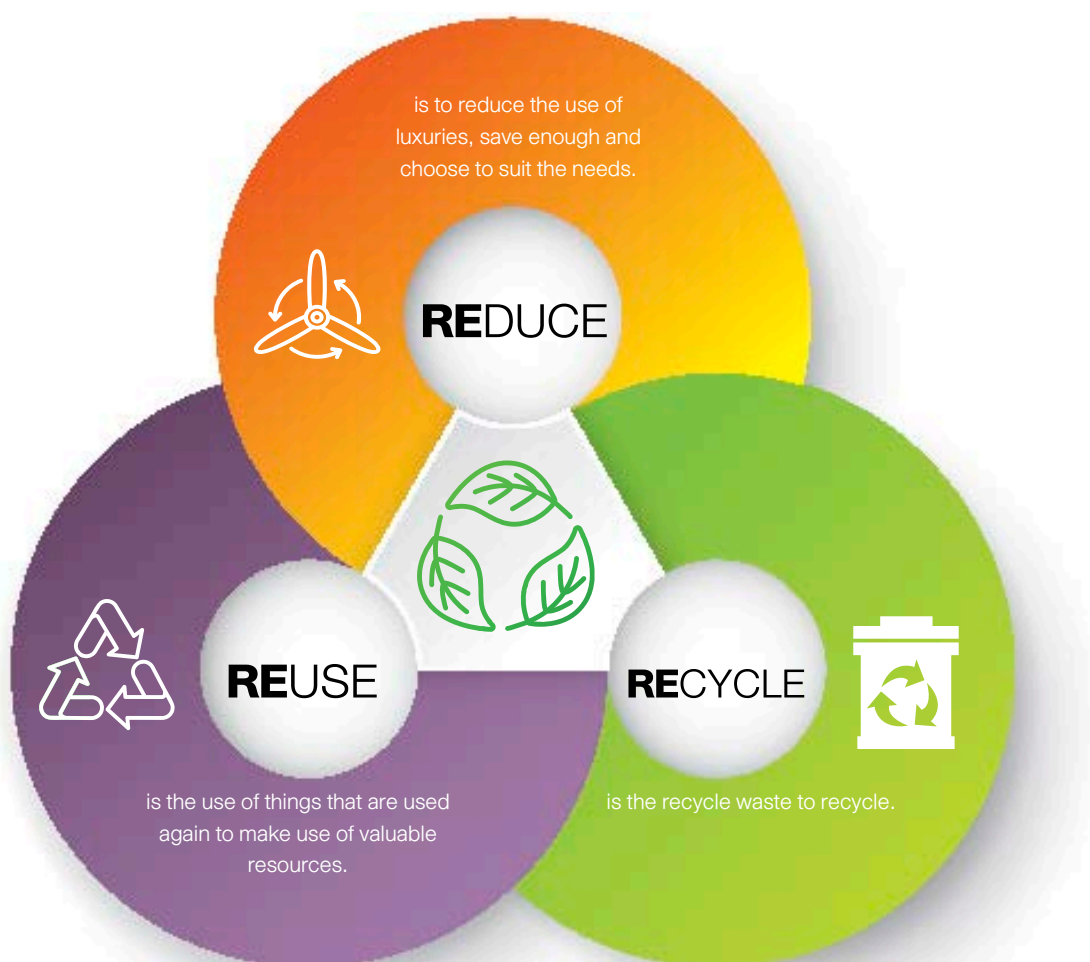 is to reduce the use of
luxuries, save enough and
choose to suit the needs.
REDUCE
REUSE
RECYCLE
is the use of things that are used
again to make use of valuable
resources.
is the recycle waste to recycle.